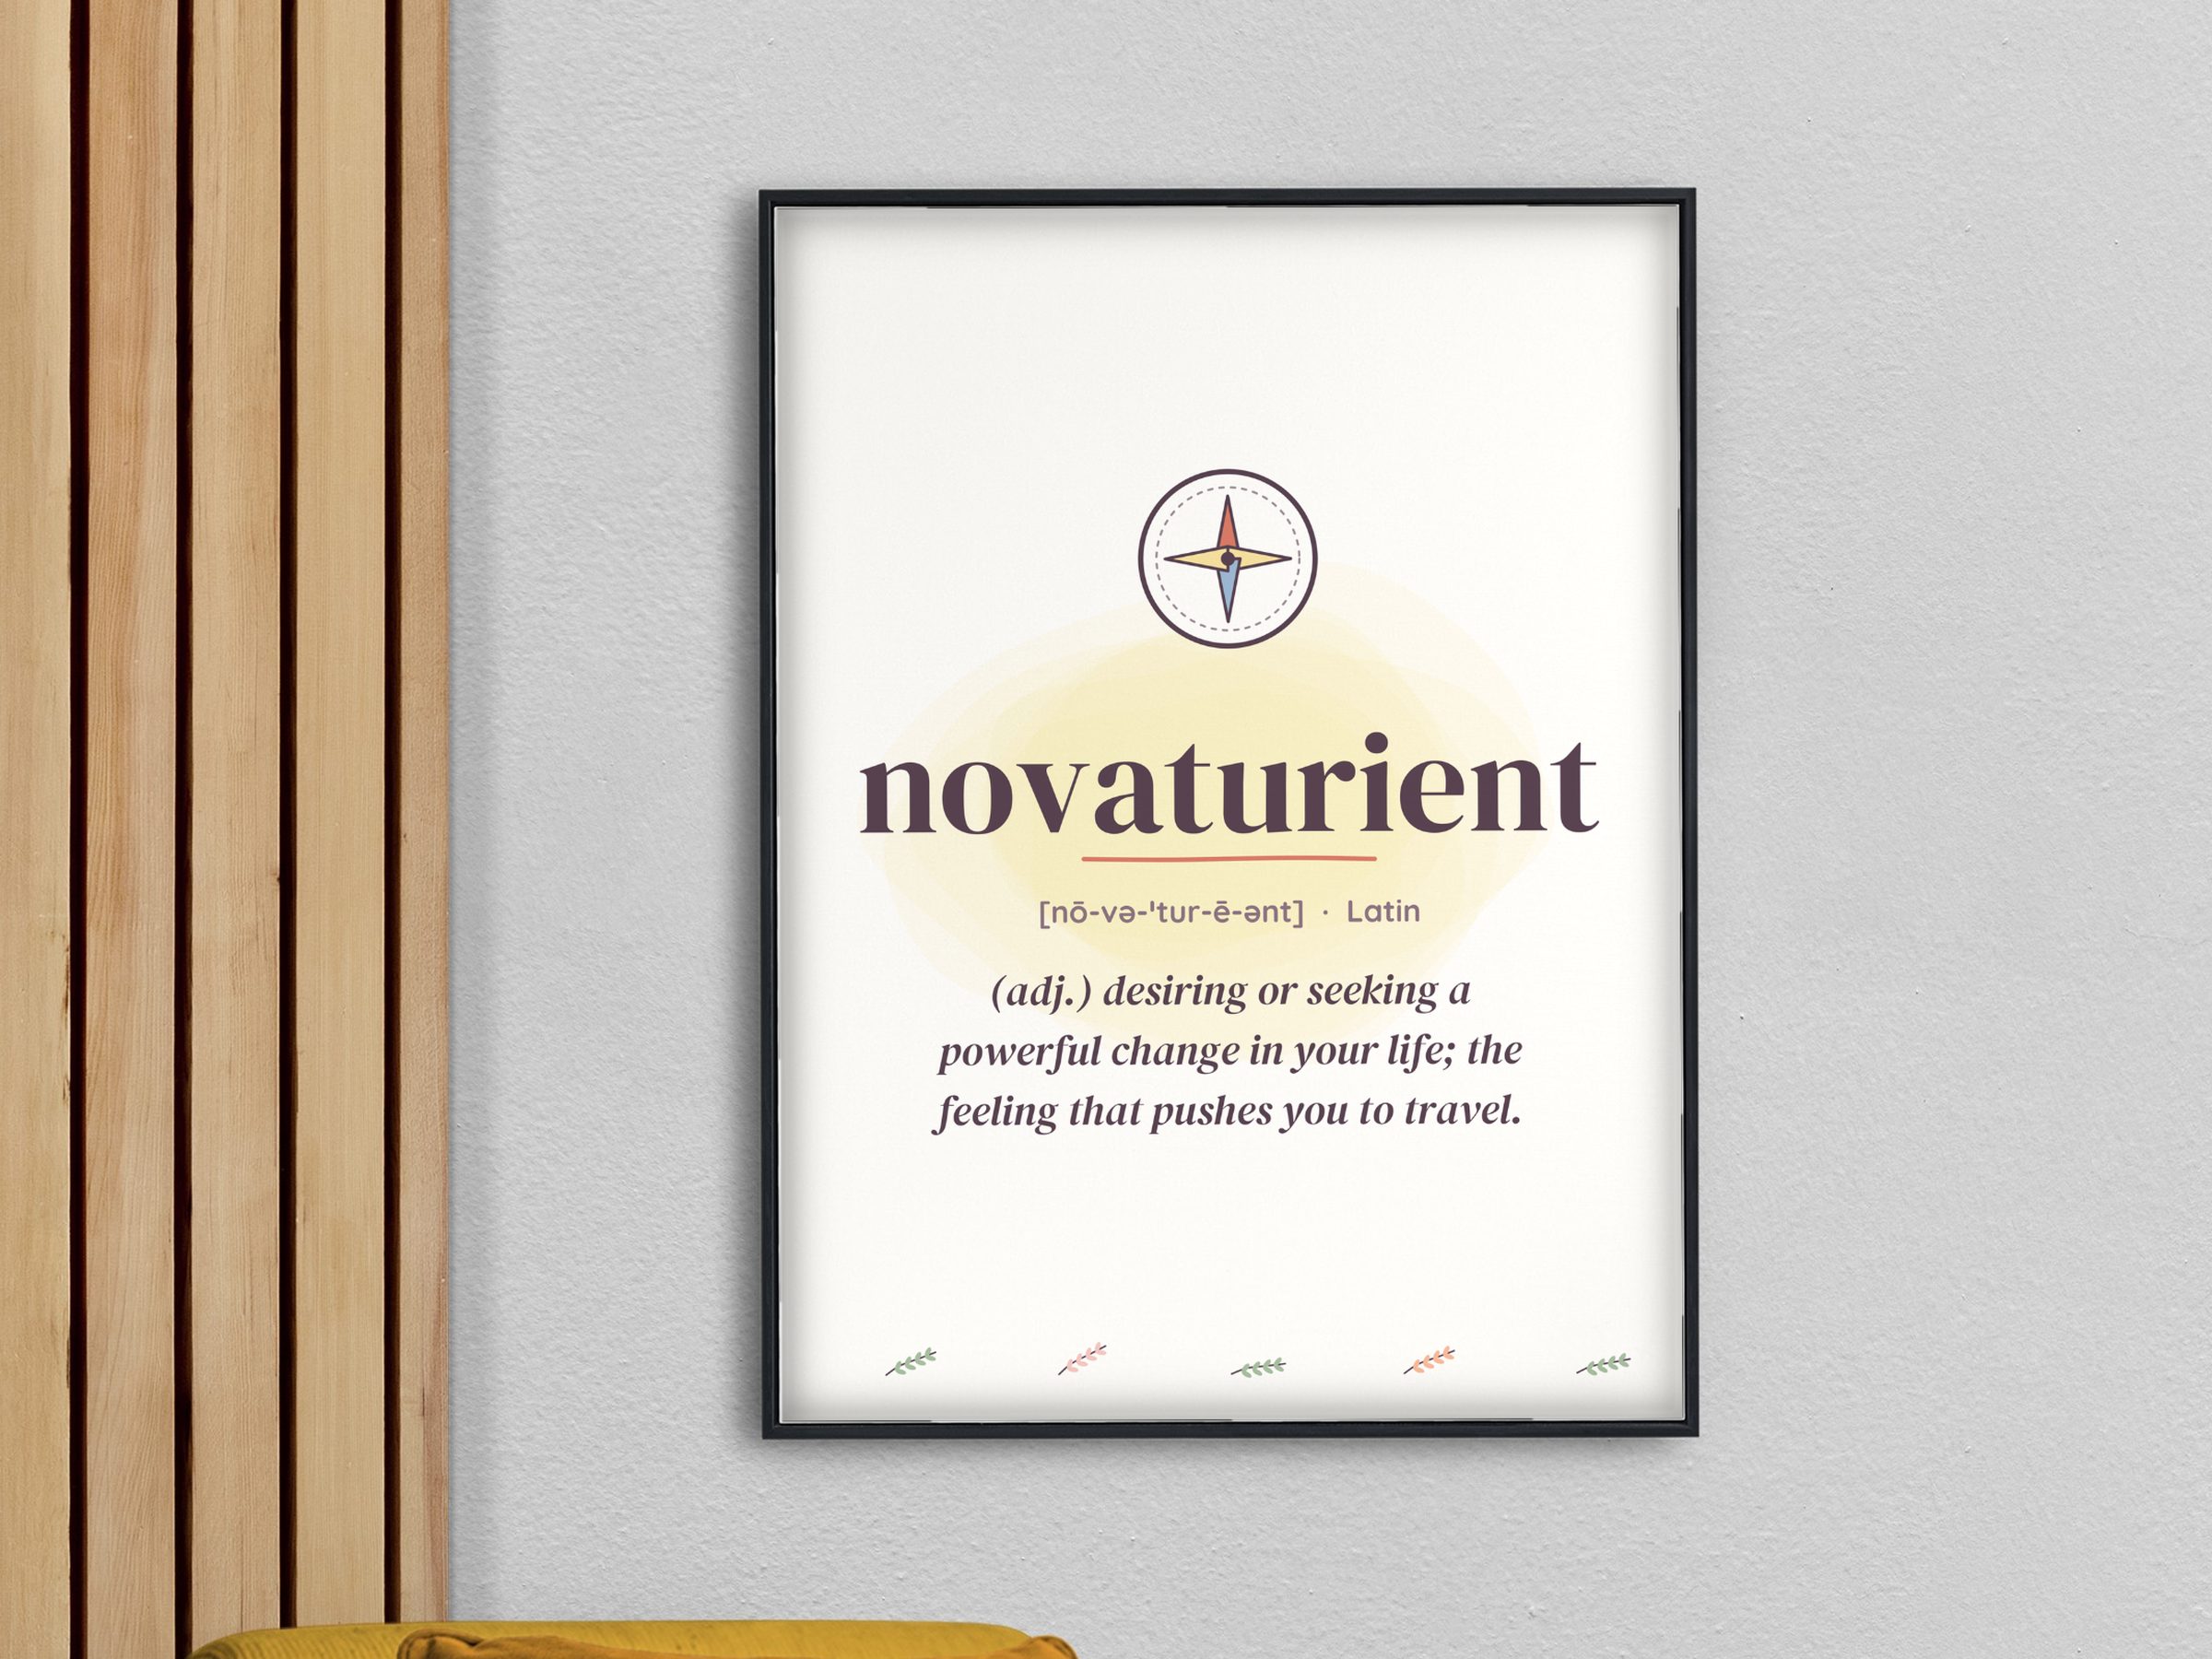 novaturient
[nō-və-'tur-ē-ənt] · Latin
(adj.) desiring or seeking a
powerful change in your life; the
feeling that pushes you to travel.